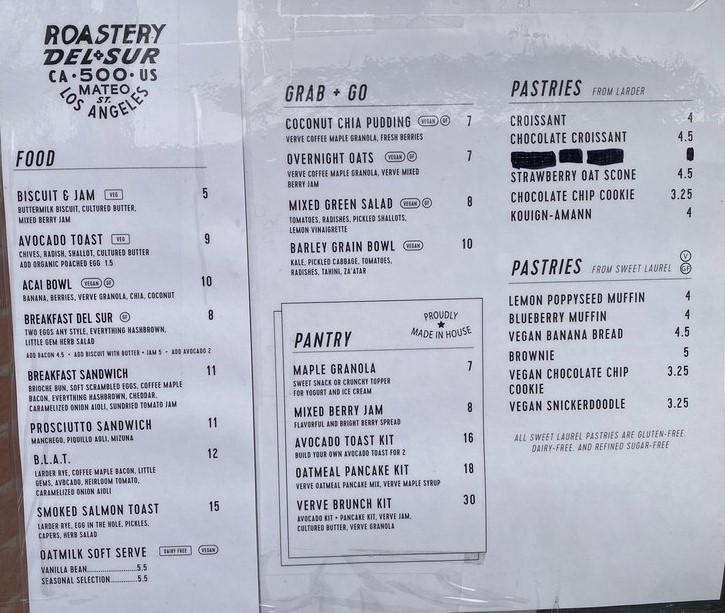 ROASTERY
DEL+SUR
CA·500·US
MATEO
ST.
LOS ANGELES
FOOD
BISCUIT & JAM VEG 5
BUTTERMILK BISCUIT, CULTURED BUTTER,
MIXED BERRY JAM
AVOCADO TOAST VEG 9
CHIVES, RADISH, SHALLOT, CULTURED BUTTER
ADD ORGANIC POACHED EGG 1.5
ACAI BOWL VEGAN GF 10
BANANA, BERRIES, VERVE GRANOLA, CHIA, COCONUT
BREAKFAST DEL SUR GF 8
TWO EGGS ANY STYLE, EVERYTHING HASHBROWN,
LITTLE GEM HERB SALAD
ADD BACON 4.5 • ADD BISCUIT WITH BUTTER + JAM 5 • ADD AVOCADO 2
BREAKFAST SANDWICH 11
BRIOCHE BUN, SOFT SCRAMBLED EGGS, COFFEE MAPLE
BACON, EVERYTHING HASHBROWN, CHEDDAR,
CARAMELIZED ONION AIOLI, SUNDRIED TOMATO JAM
PROSCIUTTO SANDWICH 11
MANCHEGO, PIQUILLO AOLI, MIZUNA
B.L.A.T. 12
LARDER RYE, COFFEE MAPLE BACON, LITTLE
GEMS, AVOCADO, HEIRLOOM TOMATO,
CARAMELIZED ONION AIOLI
SMOKED SALMON TOAST 15
LARDER RYE, EGG IN THE HOLE, PICKLES,
CAPERS, HERB SALAD
OATMILK SOFT SERVE DAIRY FREE VEGAN
VANILLA BEAN..................5.5
SEASONAL SELECTION............5.5
GRAB + GO
COCONUT CHIA PUDDING VEGAN GF 7
VERVE COFFEE MAPLE GRANOLA, FRESH BERRIES
OVERNIGHT OATS VEGAN GF 7
VERVE COFFEE MAPLE GRANOLA, VERVE MIXED
BERRY JAM
MIXED GREEN SALAD VEGAN GF 8
TOMATOES, RADISHES, PICKLED SHALLOTS,
LEMON VINAIGRETTE
BARLEY GRAIN BOWL VEGAN 10
KALE, PICKLED CABBAGE, TOMATOES,
RADISHES, TAHINI, ZA'ATAR
PROUDLY
MADE IN HOUSE
PANTRY
MAPLE GRANOLA 7
SWEET SNACK OR CRUNCHY TOPPER
FOR YOGURT AND ICE CREAM
MIXED BERRY JAM 8
FLAVORFUL AND BRIGHT BERRY SPREAD
AVOCADO TOAST KIT 16
BUILD YOUR OWN AVOCADO TOAST FOR 2
OATMEAL PANCAKE KIT 18
VERVE OATMEAL PANCAKE MIX, VERVE MAPLE SYRUP
VERVE BRUNCH KIT 30
AVOCADO KIT + PANCAKE KIT, VERVE JAM,
CULTURED BUTTER, VERVE GRANOLA
PASTRIES FROM LARDER
CROISSANT 4
CHOCOLATE CROISSANT 4.5
STRAWBERRY OAT SCONE 4.5
CHOCOLATE CHIP COOKIE 3.25
KOUIGN-AMANN 4
PASTRIES FROM SWEET LAUREL V GF
LEMON POPPYSEED MUFFIN 4
BLUEBERRY MUFFIN 4
VEGAN BANANA BREAD 4.5
BROWNIE 5
VEGAN CHOCOLATE CHIP 3.25
COOKIE
VEGAN SNICKERDOODLE 3.25
ALL SWEET LAUREL PASTRIES ARE GLUTEN-FREE.
DAIRY-FREE. AND REFINED SUGAR-FREE